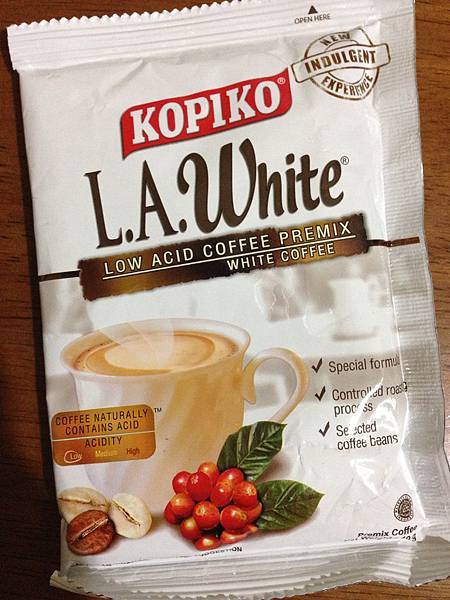 OPEN HERE
NEW
INDULGENT
EXPERIENCE
KOPIKO®
L.A.White®
LOW ACID COFFEE PREMIX
WHITE COFFEE
Special formul
Controlled roast
process
Selected
coffee beans
COFFEE NATURALLY
CONTAINS ACID
ACIDITY
Low Medium High
TM
Premix Coffee